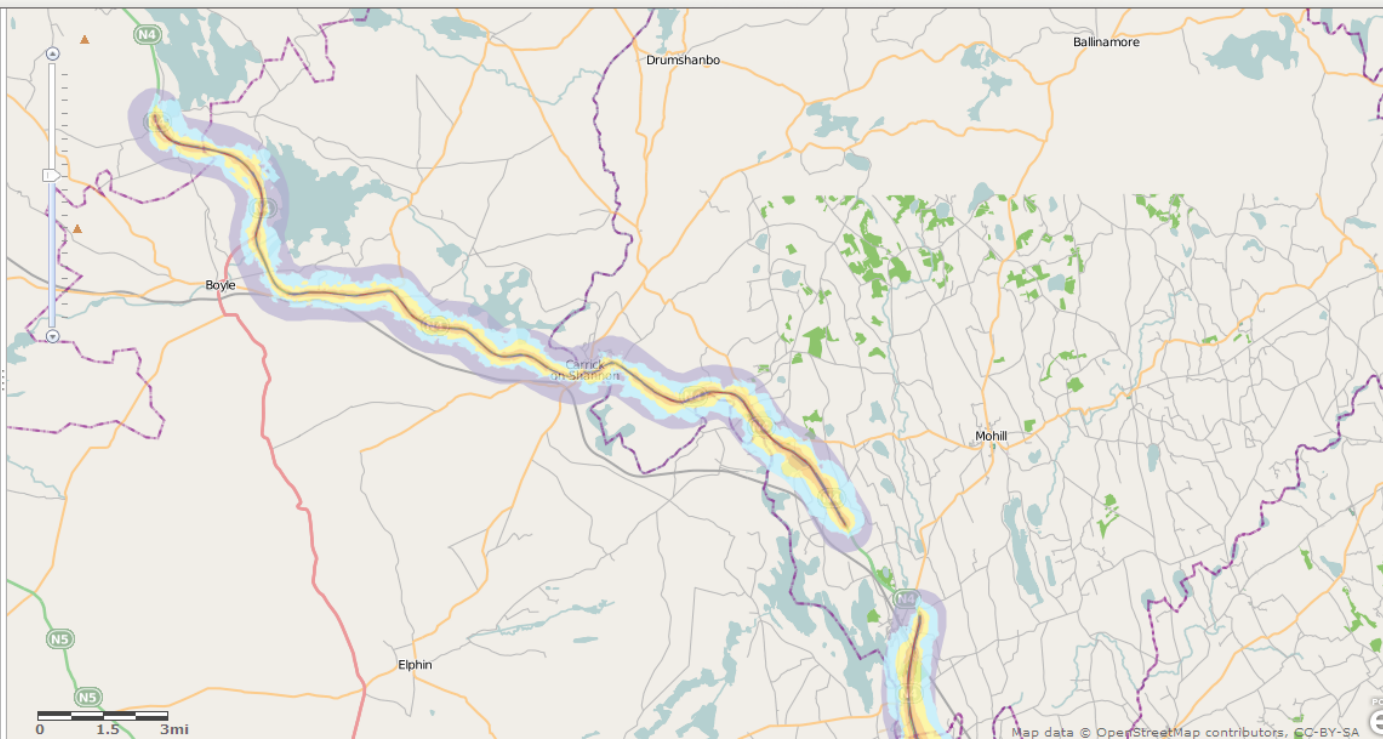 N4
Drumshanbo
Ballinamore
Boyle
Carrick
on Shannon
Mohill
N4
N5
Elphin
N4
N5
0 1.5 3mi
Map data © OpenStreetMap contributors, CC-BY-SA